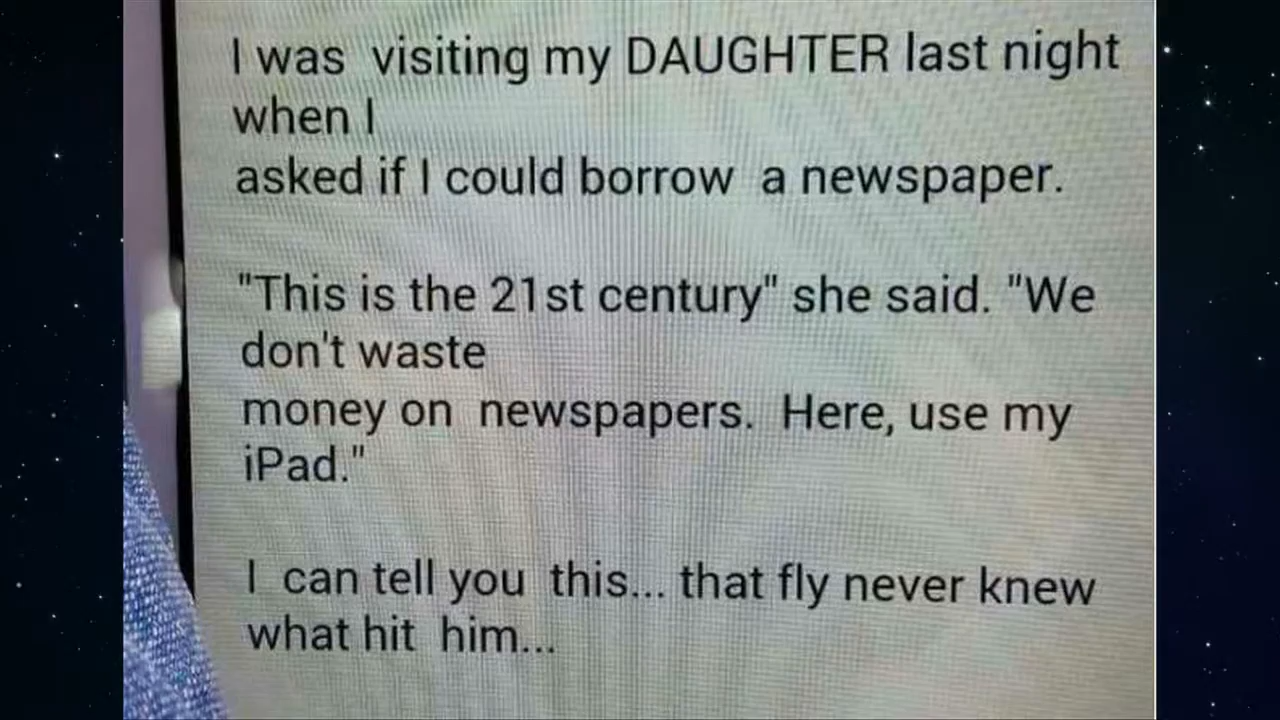 I was visiting my DAUGHTER last night
when I
asked if I could borrow a newspaper.
"This is the 21st century" she said. "We
don't waste
money on newspapers. Here, use my
iPad."
I can tell you this... that fly never knew
what hit him...